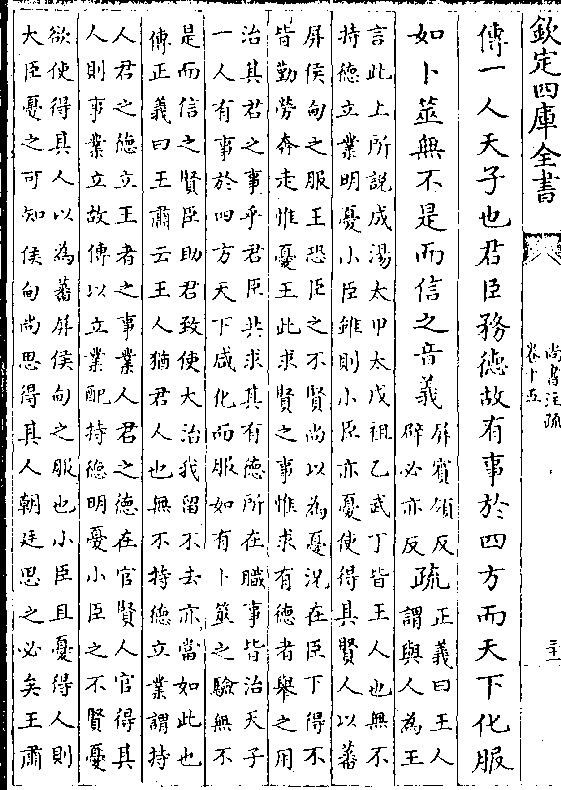 欽定四庫全書
尚書注疏
卷十五
傳一人天子也君臣務德故有事於四方而天下化服
如卜筮無不是而信之音義
屏賓領反
辟必亦反
疏
正義曰王人
謂與人為王
言此上所說成湯太甲太戊祖乙武丁皆王人也無不
持德立業明憂小臣雖則小臣亦憂使得其賢人以蕃
屏侯甸之服王恐臣之不賢尚以為憂況在臣下得不
皆勤勞奔走惟憂王此求賢之事惟求有德者舉之用
治其君之事乎君臣共求其有德所在職事皆治天子
一人有事於四方天下咸化而服如有卜筮之驗無不
是而信之賢臣助君致使大治我留不去亦當如此也
傳正義曰王肅云王人猶君人也無不持德立業謂持
人君之德立王者之事業人君之德在官賢人官得其
人則事業立故傳以立業配持德明憂小臣之不賢憂
欲使得其人以為蕃屏侯甸之服也小臣且憂得人則
大臣憂之可知侯甸尚思得其人朝廷思之必矣王肅